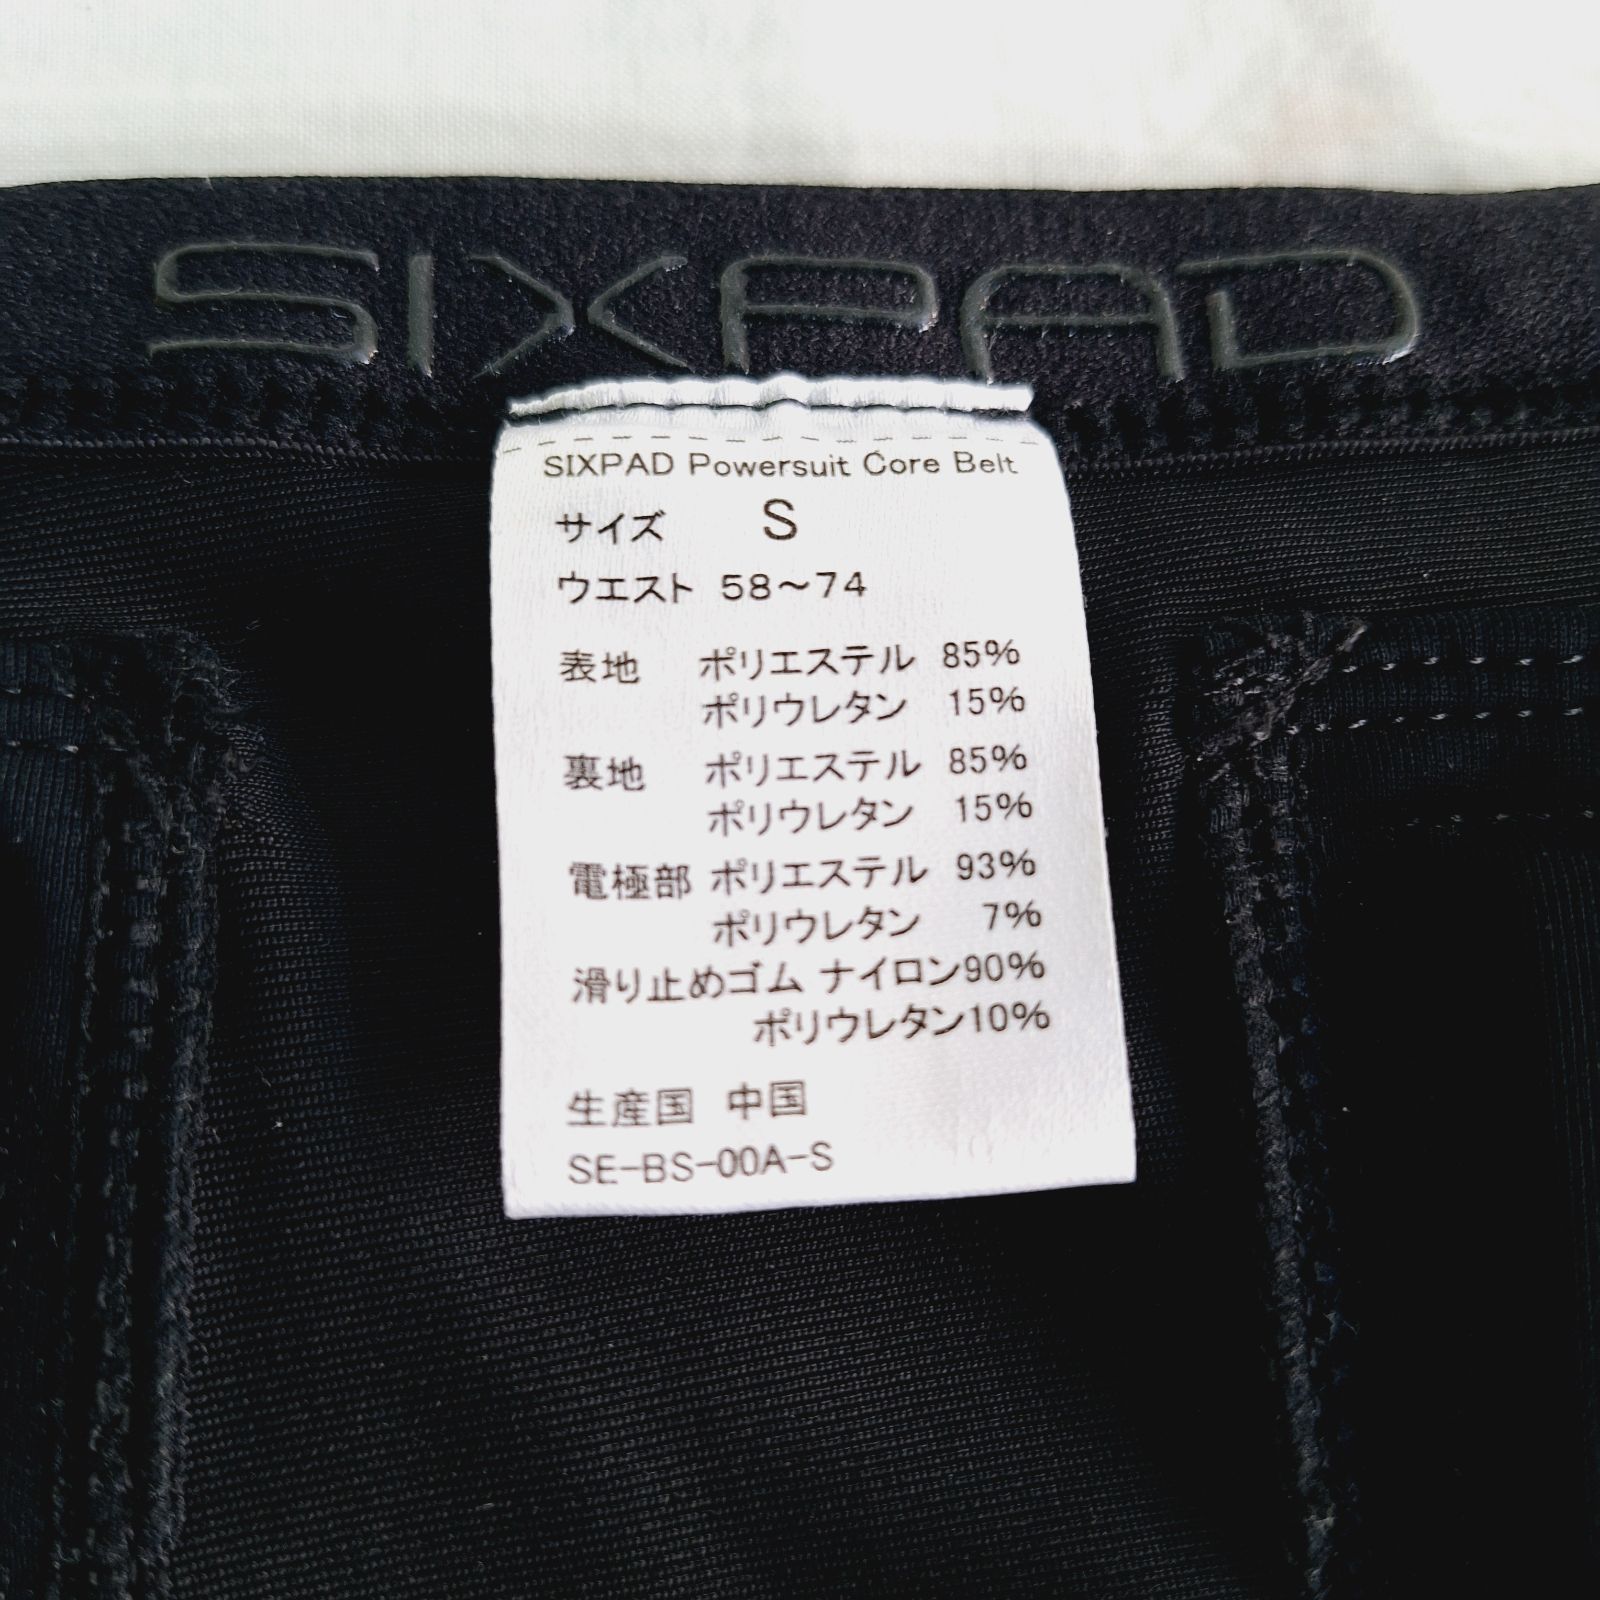 SIXPAD
SIXPAD Powersuit Core Belt
サイズ S
ウエスト 58～74
表地 ポリエステル 85%
ポリウレタン 15%
裏地 ポリエステル 85%
ポリウレタン 15%
電極部 ポリエステル 93%
ポリウレタン 7%
滑り止めゴム ナイロン90%
ポリウレタン10%
生産国 中国
SE-BS-00A-S